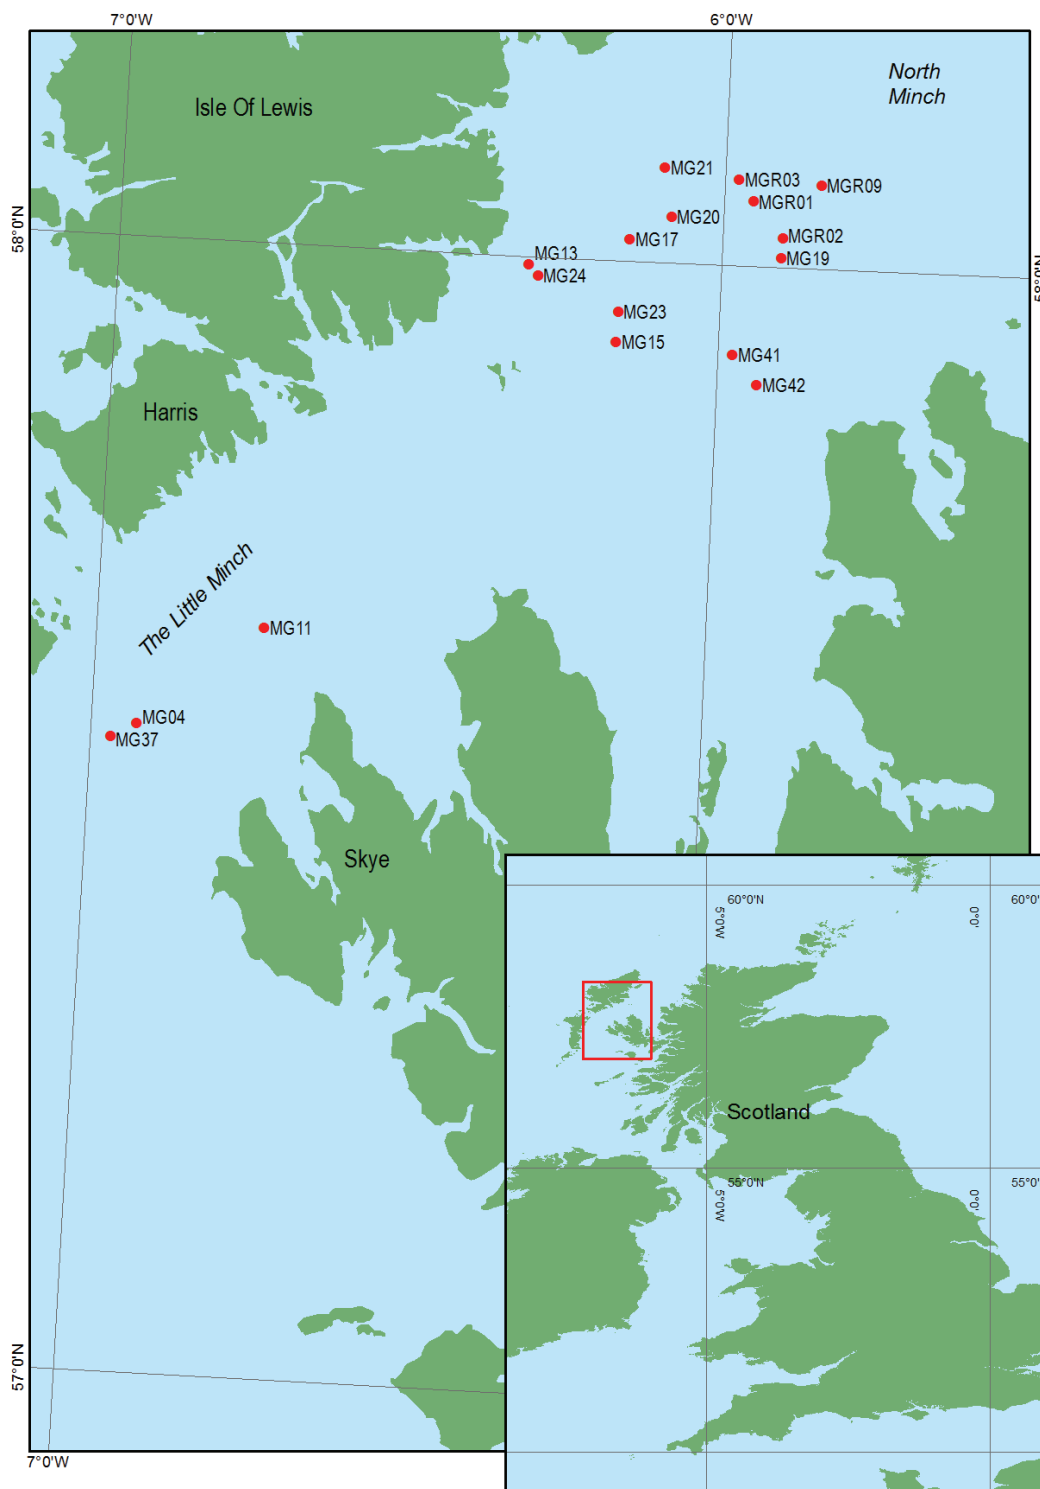 7°0'W
6°0'W
North
Minch
Isle Of Lewis
MG21
MGR03
MGR09
MGR01
MG20
58°0'N
MG17
MGR02
MG13
MG19
MG24
58°0'N
MG23
MG15
MG41
MG42
Harris
The Little Minch
MG11
MG04
MG37
Skye
60°0'N
60°0'
5°W
0°0'
Scotland
55°0'N
55°0'
5°W
0°0'
57°0'N
7°0'W